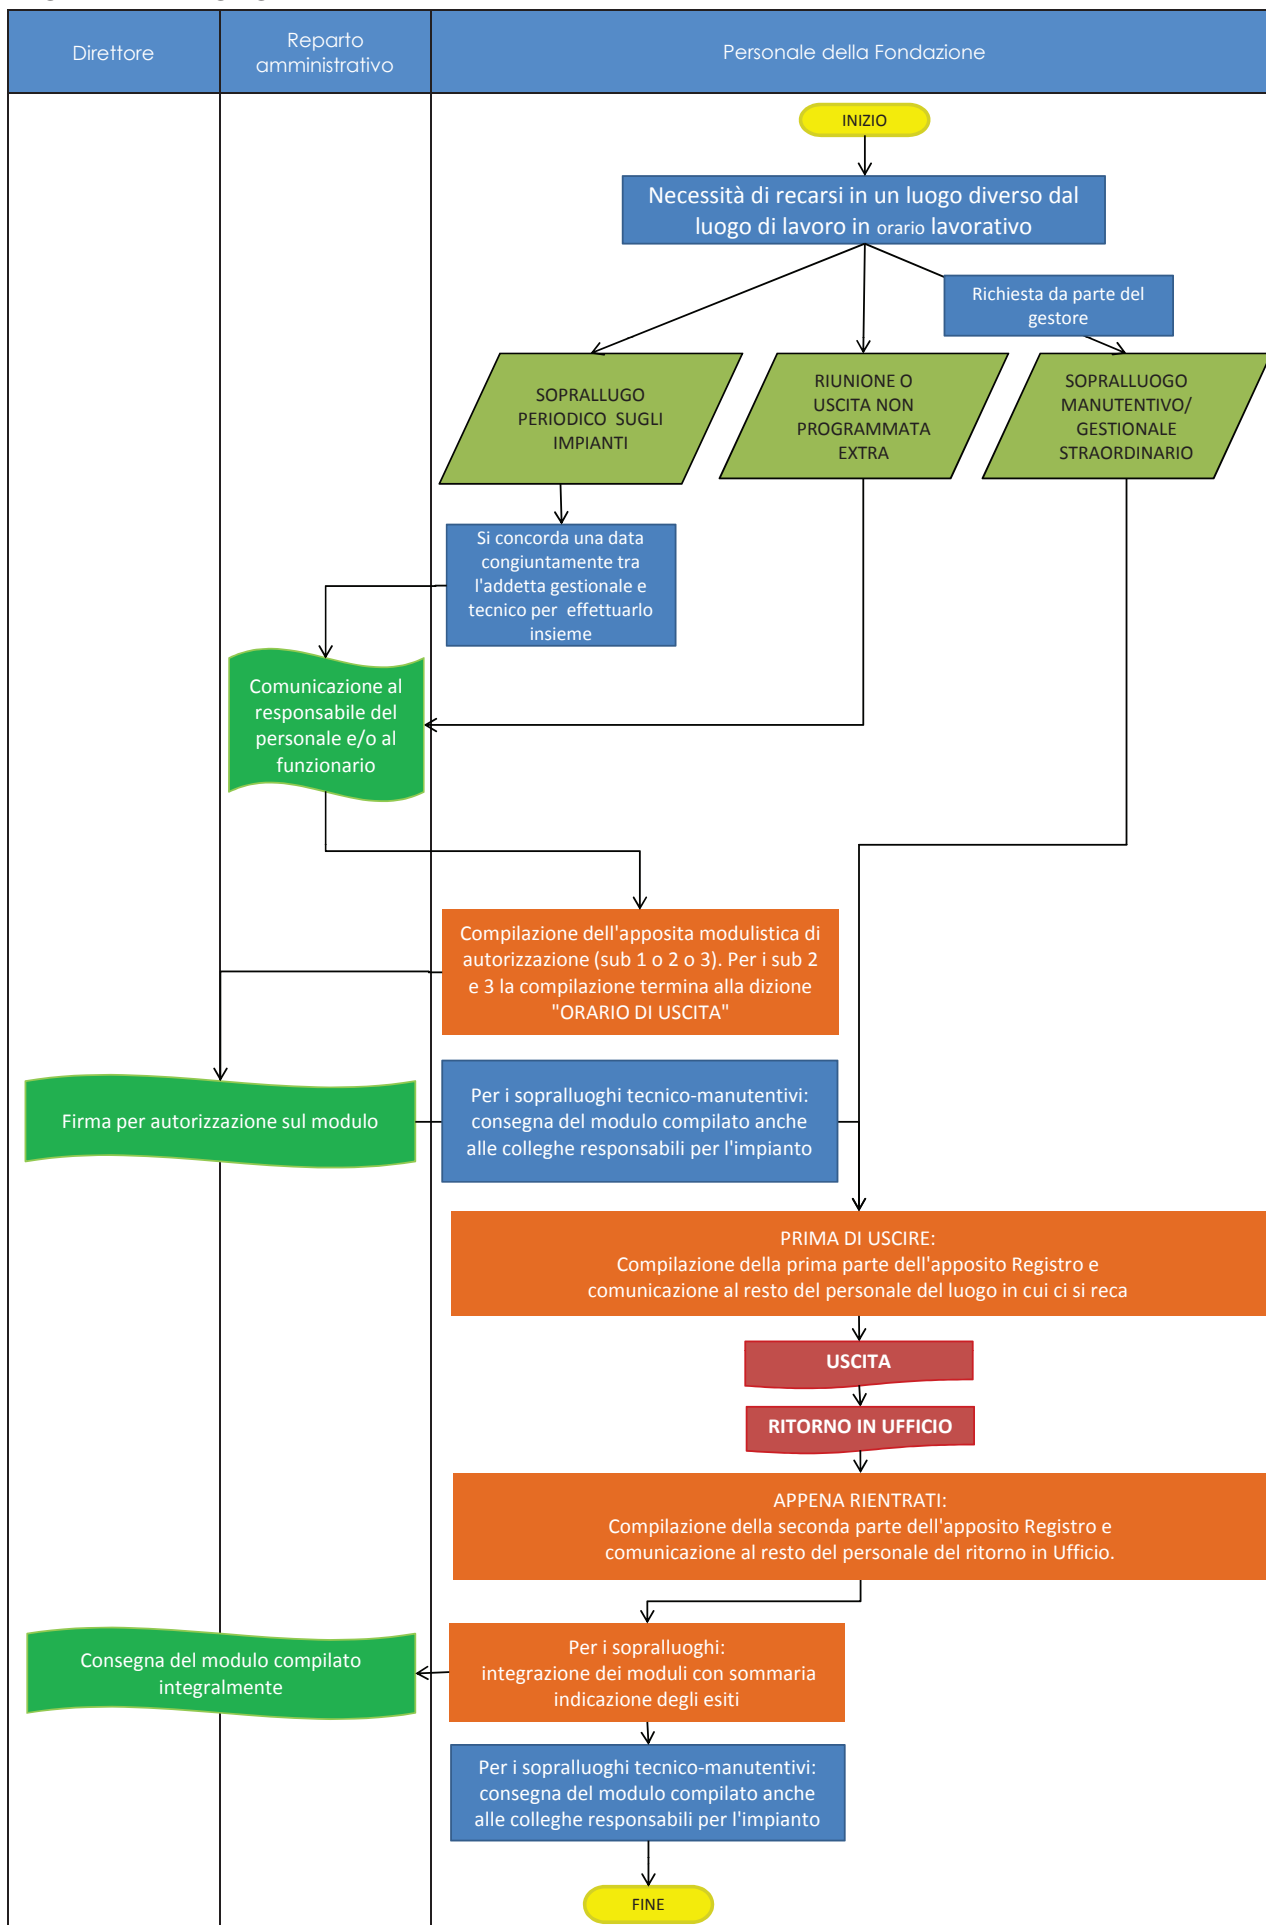 Direttore
Reparto
amministrativo
Personale della Fondazione
INIZIO
Necessità di recarsi in un luogo diverso dal
luogo di lavoro in orario lavorativo
Richiesta da parte del
gestore
SOPRALLUGO
PERIODICO SUGLI
IMPIANTI
RIUNIONE O
USCITA NON
PROGRAMMATA
EXTRA
SOPRALLUOGO
MANUTENTIVO/
GESTIONALE
STRAORDINARIO
Si concorda una data
congiuntamente tra
l'addetta gestionale e
tecnico per effettuarlo
insieme
Comunicazione al
responsabile del
personale e/o al
funzionario
Compilazione dell'apposita modulistica di
autorizzazione (sub 1 o 2 o 3). Per i sub 2
e 3 la compilazione termina alla dizione
"ORARIO DI USCITA"
Firma per autorizzazione sul modulo
Per i sopralluoghi tecnico-manutentivi:
consegna del modulo compilato anche
alle colleghe responsabili per l'impianto
PRIMA DI USCIRE:
Compilazione della prima parte dell'apposito Registro e
comunicazione al resto del personale del luogo in cui ci si reca
USCITA
RITORNO IN UFFICIO
APPENA RIENTRATI:
Compilazione della seconda parte dell'apposito Registro e
comunicazione al resto del personale del ritorno in Ufficio.
Per i sopralluoghi:
integrazione dei moduli con sommaria
indicazione degli esiti
Consegna del modulo compilato
integralmente
Per i sopralluoghi tecnico-manutentivi:
consegna del modulo compilato anche
alle colleghe responsabili per l'impianto
FINE